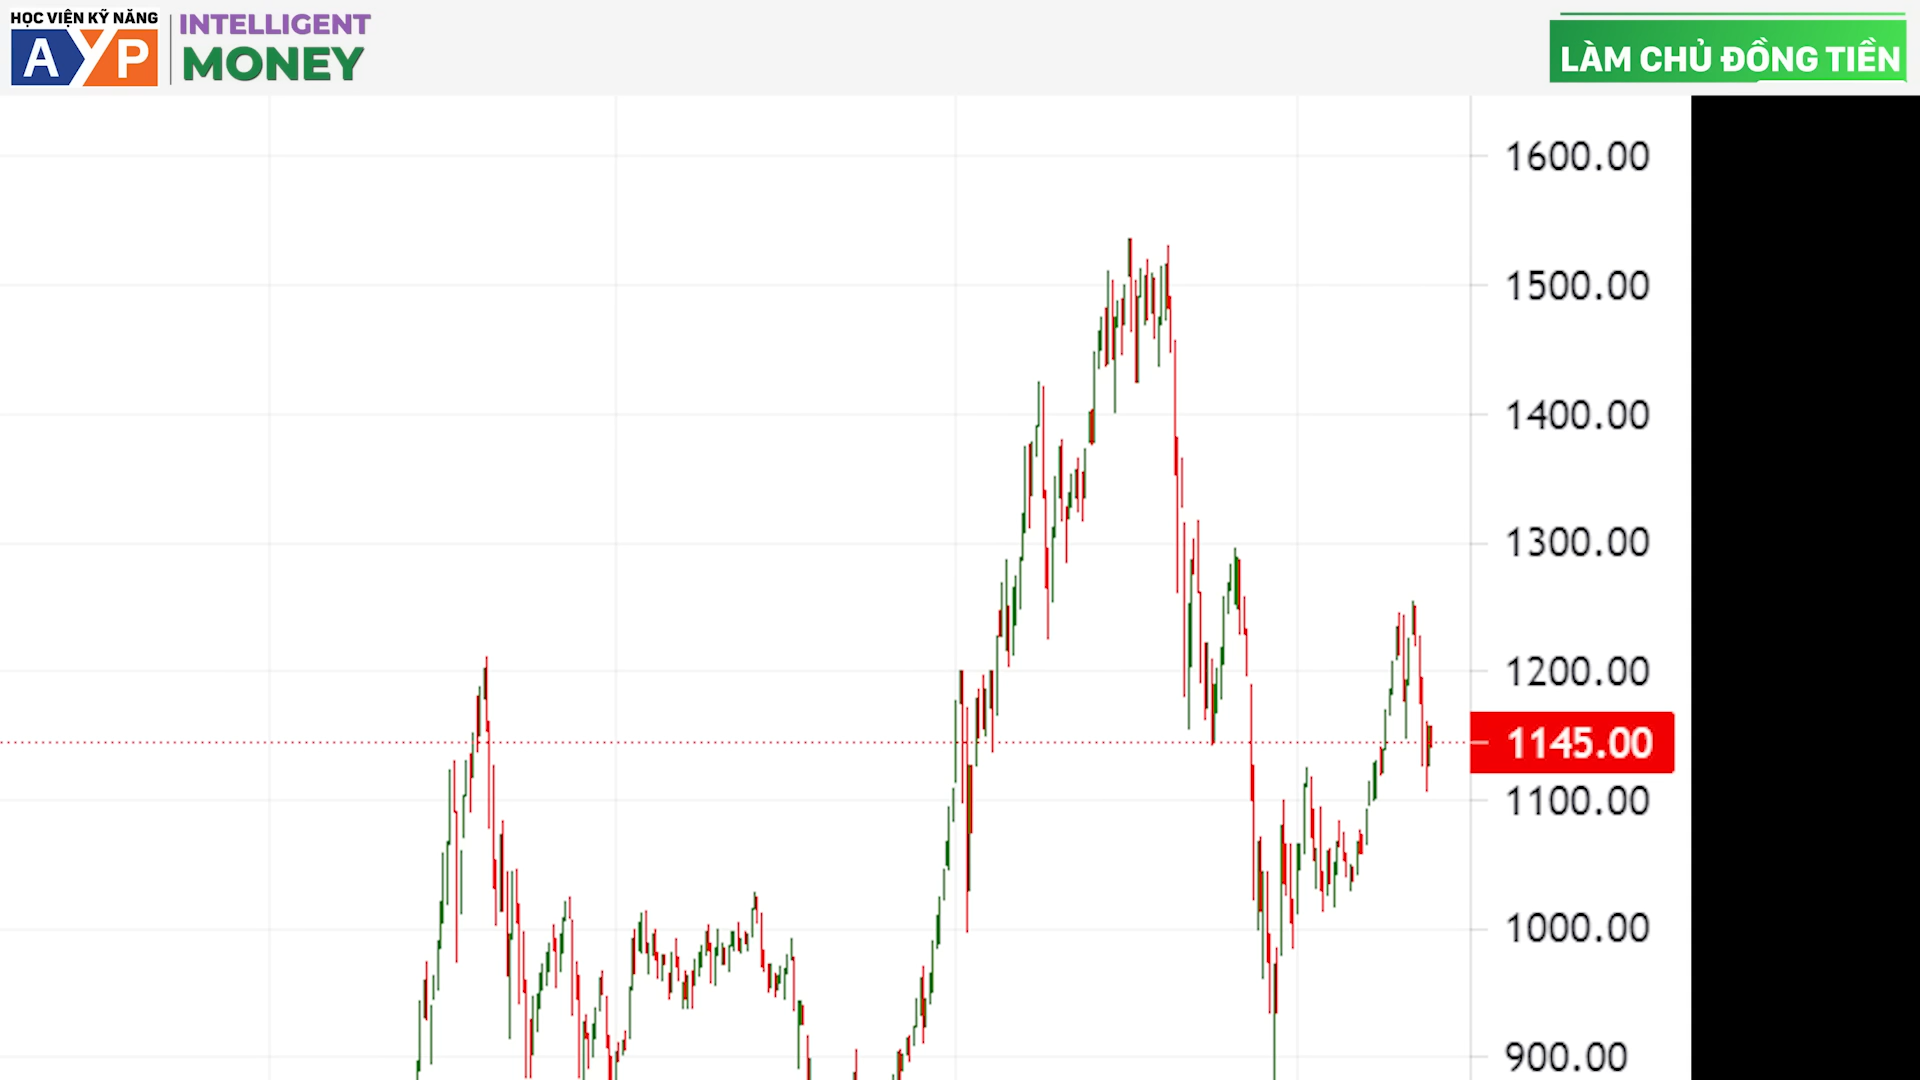 HỌC VIỆN KỸ NĂNG
AYP
INTELLIGENT
MONEY
LÀM CHỦ ĐỒNG TIỀN
1600.00
1500.00
1400.00
1300.00
1200.00
1145.00
1100.00
1000.00
900.00